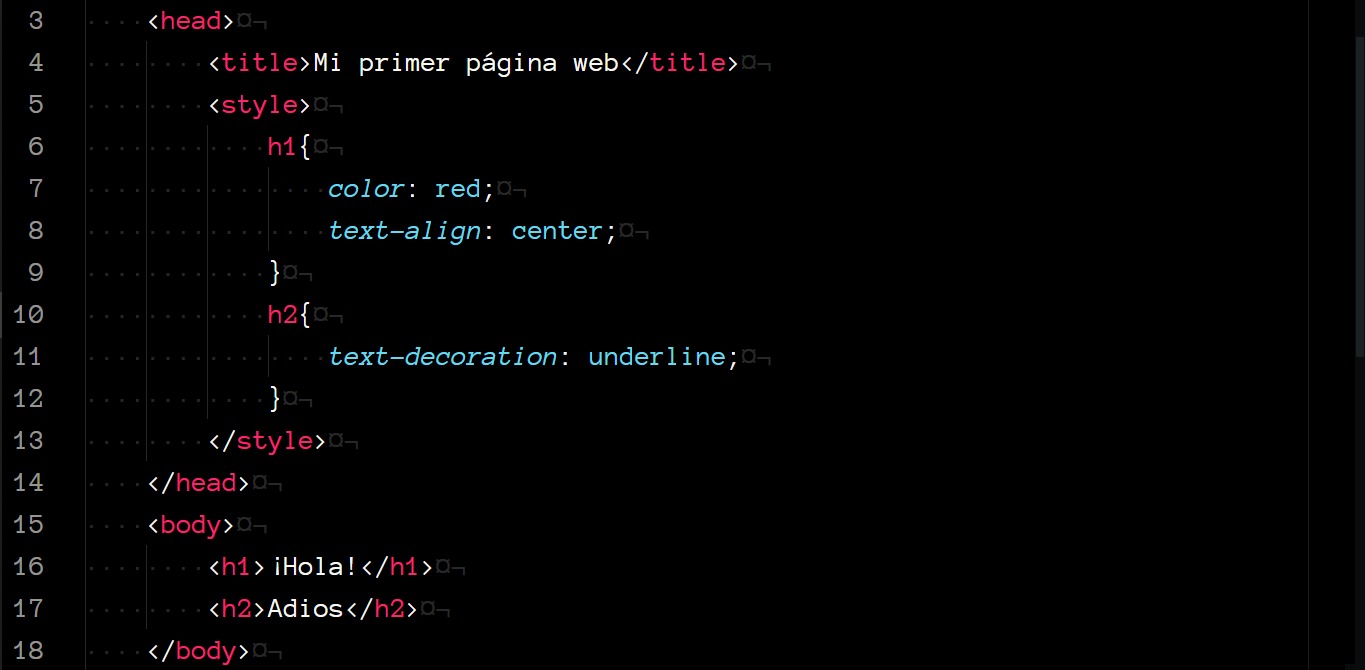 3 <head>
4 <title>Mi primer página web</title>
5 <style>
6 h1{
7 color: red;
8 text-align: center;
9 }
10 h2{
11 text-decoration: underline;
12 }
13 </style>
14 </head>
15 <body>
16 <h1>¡Hola!</h1>
17 <h2>Adios</h2>
18 </body>